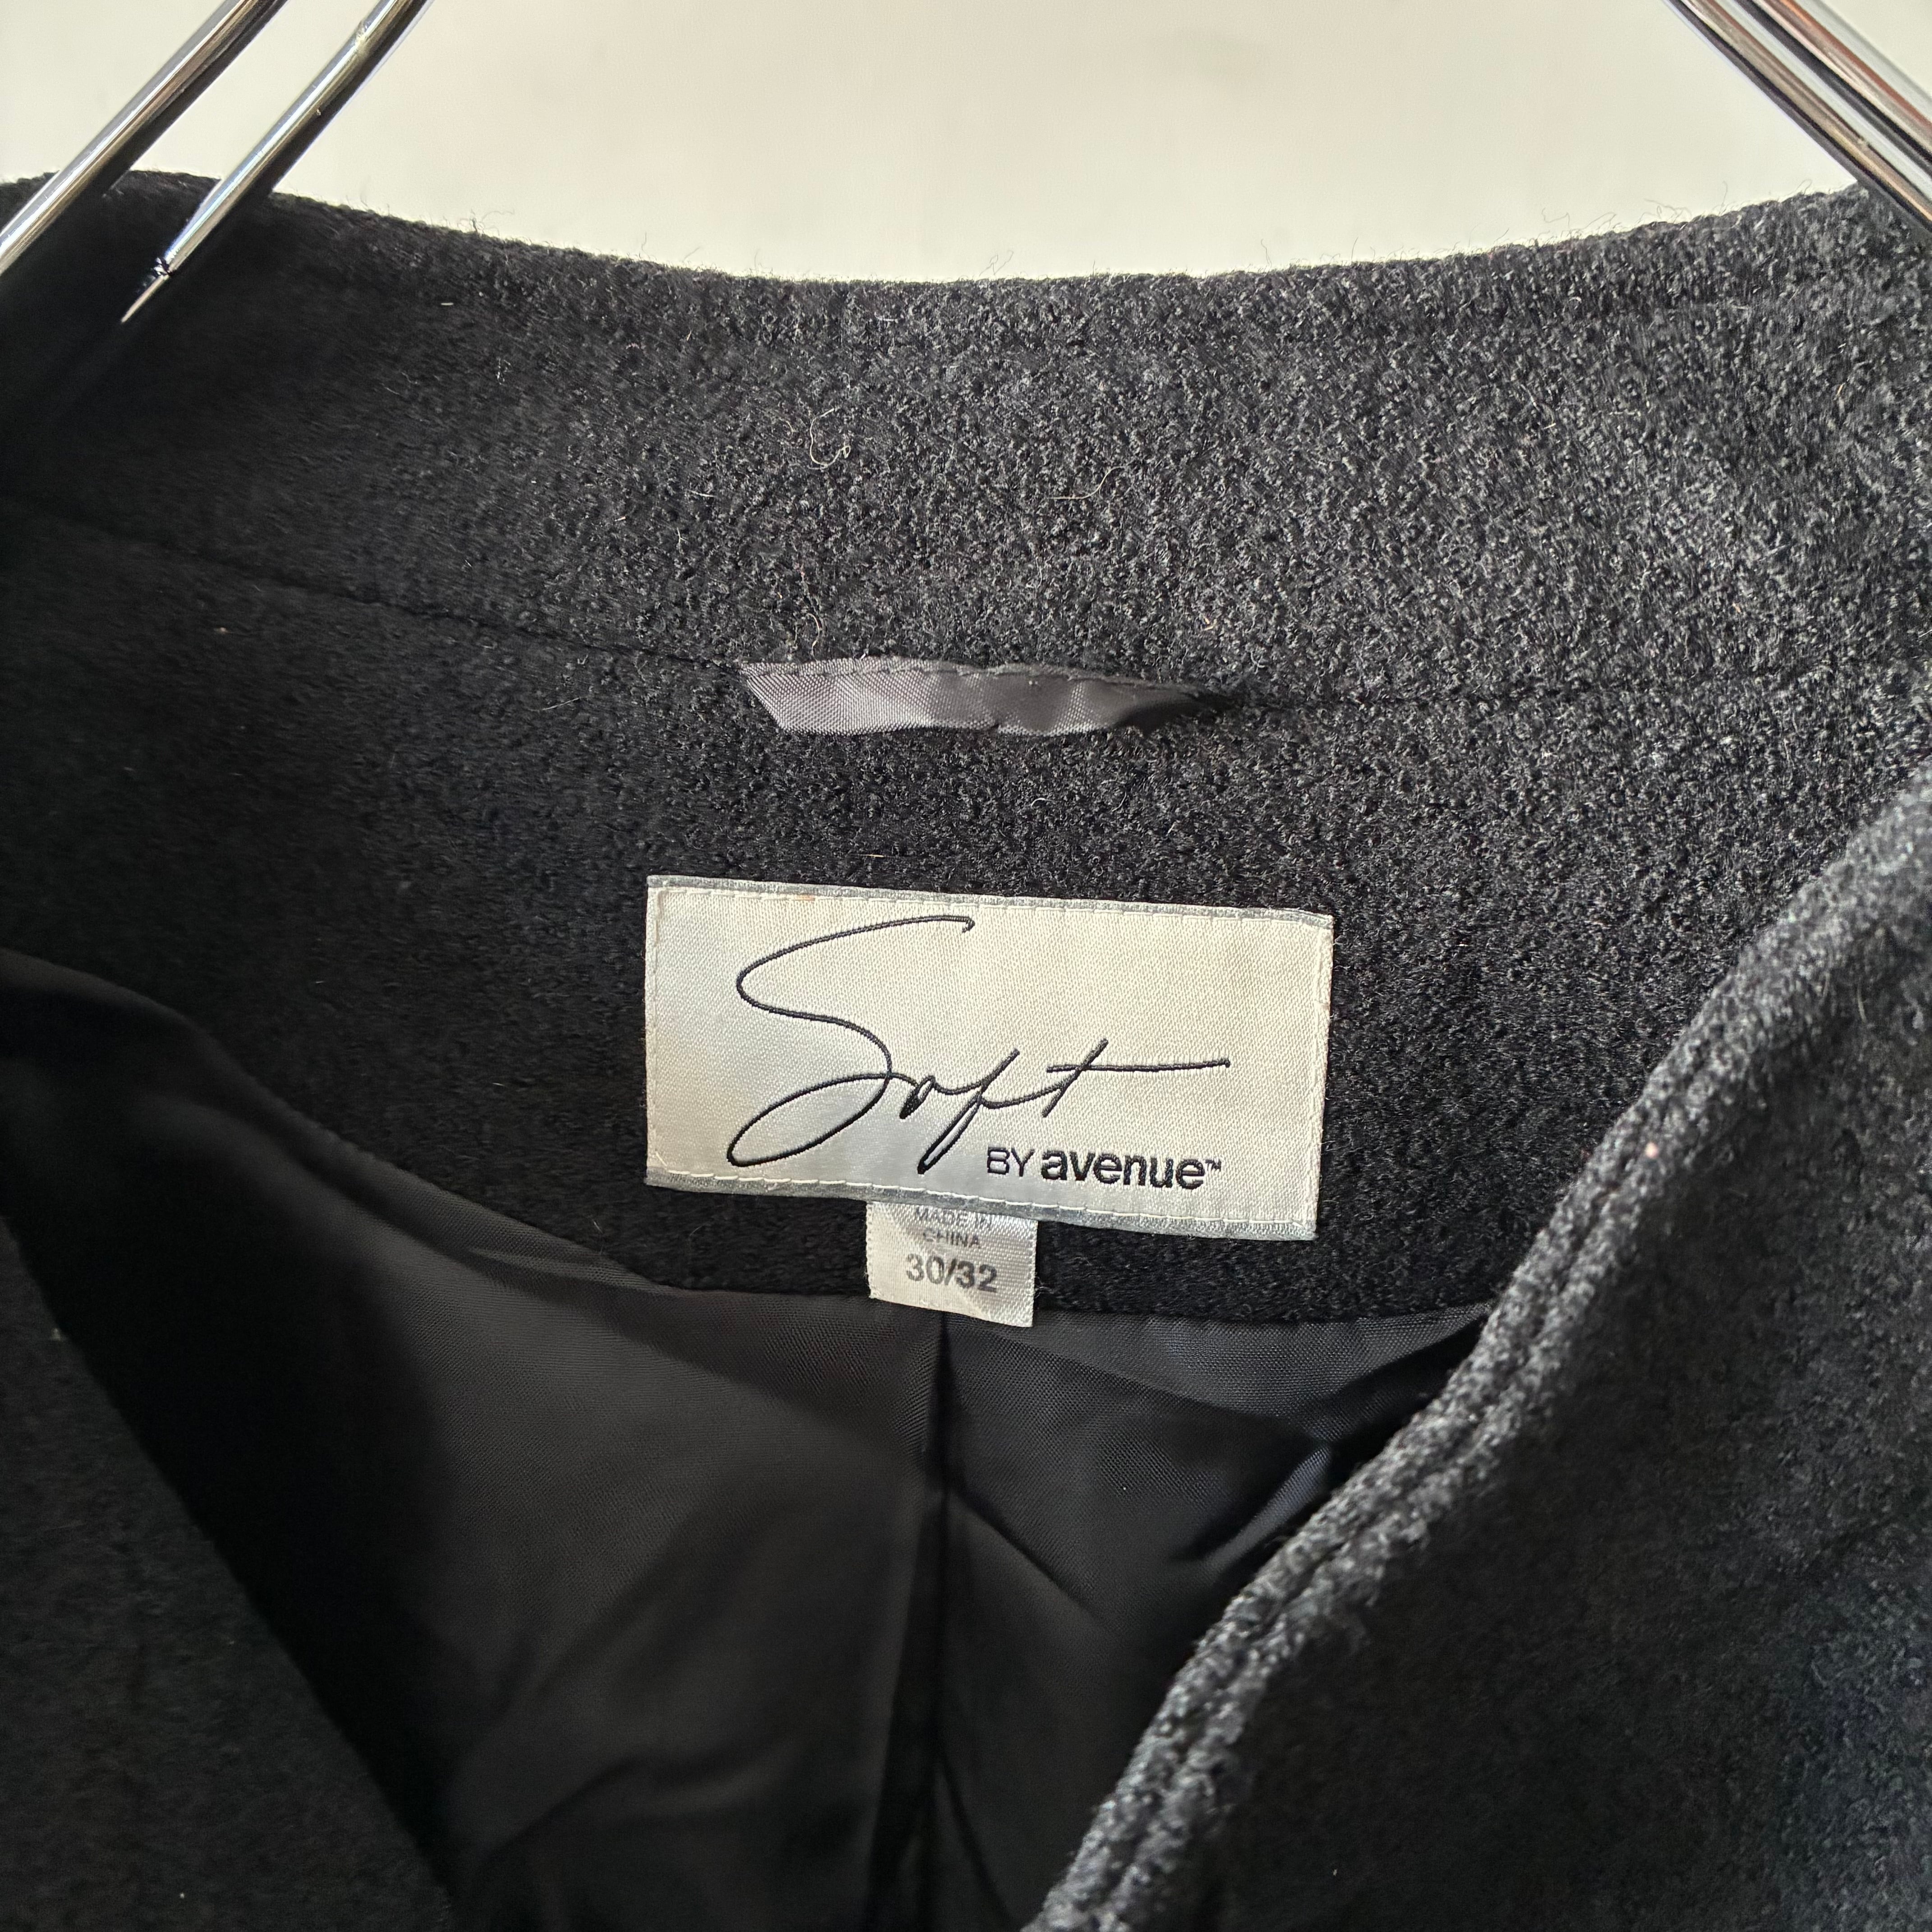 Soft
BY avenue™
MADE IN
CHINA
30/32